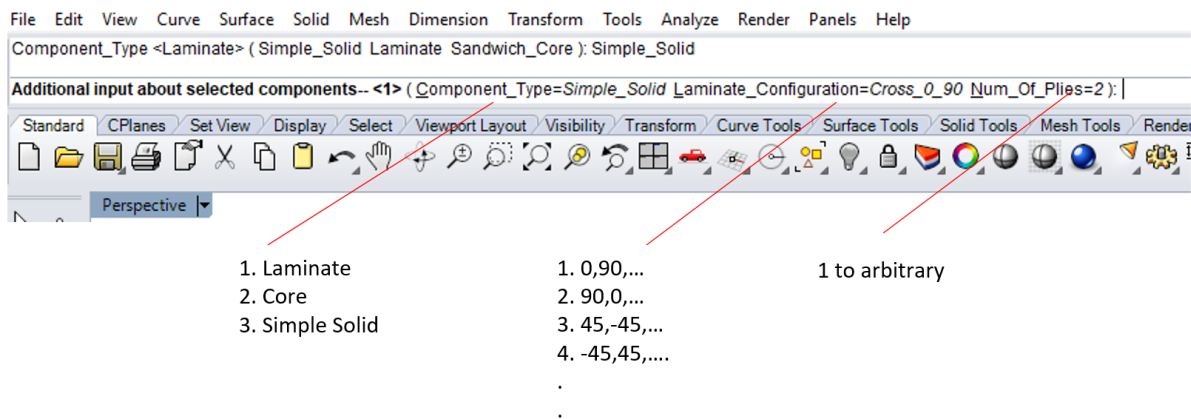 File Edit View Curve Surface Solid Mesh Dimension Transform Tools Analyze Render Panels Help
Component_Type <Laminate> ( Simple_Solid Laminate Sandwich_Core ): Simple_Solid
Additional input about selected components-- <1> ( Component_Type=Simple_Solid Laminate_Configuration=Cross_0_90 Num_Of_Plies=2 ):
Standard CPlanes Set View Display Select Viewport Layout Visibility Transform Curve Tools Surface Tools Solid Tools Mesh Tools Render
Perspective
1. Laminate
2. Core
3. Simple Solid
1. 0,90,...
2. 90,0,...
3. 45,-45,...
4. -45,45,....
.
.
1 to arbitrary